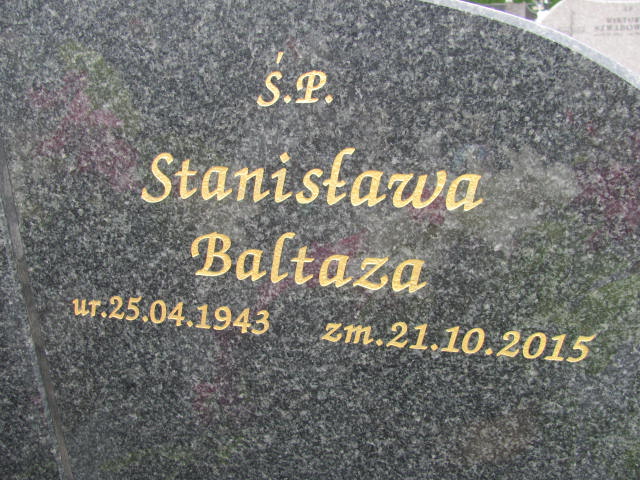 Ś.P.
Stanisława
Baltaza
ur.25.04.1943 zm.21.10.2015